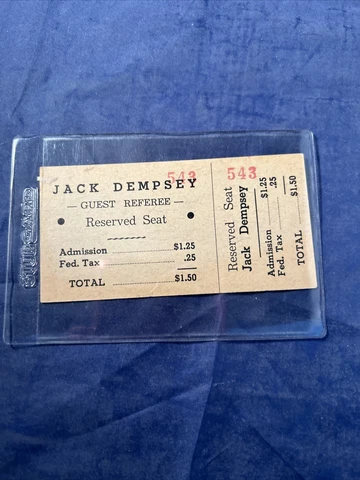 543
JACK DEMPSEY
— GUEST REFEREE —
Reserved Seat
Admission $1.25
Fed. Tax .25
TOTAL $1.50
543
Reserved Seat
Jack Dempsey
Admission $1.25
Fed. Tax .25
TOTAL $1.50